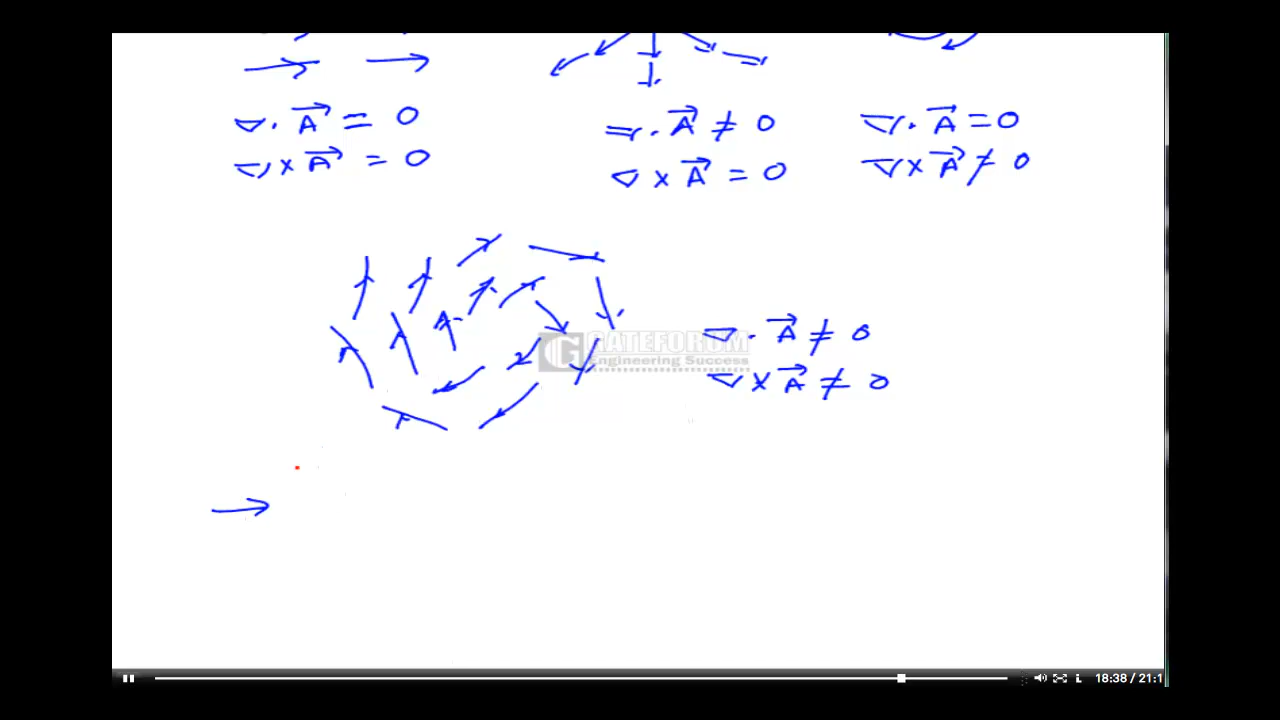 ∇. A⃗ = 0
∇ × A⃗ = 0
∇. A⃗ ≠ 0
∇ × A⃗ = 0
∇. A⃗ = 0
∇ × A⃗ ≠ 0
∇. A⃗ ≠ 0
∇ × A⃗ ≠ 0
GATEFORUM
Engineering Success
18:38 / 21:1